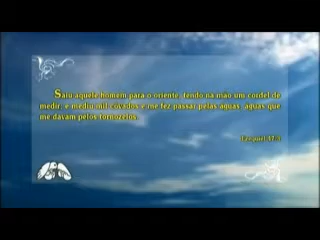 Saiu aquele homem para o oriente, tendo na mão um cordel de
medir; e mediu mil côvados e me fez passar pelas águas, águas que
me davam pelos tornozelos.
Ezequiel 47:3